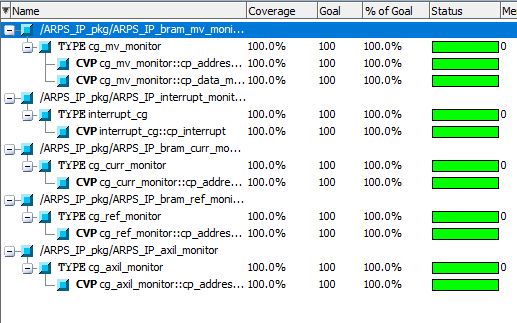 Name Coverage Goal % of Goal Status Me
/ARPS_IP_pkg/ARPS_IP_bram_mv_moni...
TYPE cg_mv_monitor 100.0% 100 100.0% 0
CVP cg_mv_monitor::cp_addres... 100.0% 100 100.0%
CVP cg_mv_monitor::cp_data_m... 100.0% 100 100.0%
/ARPS_IP_pkg/ARPS_IP_interrupt_monit...
TYPE interrupt_cg 100.0% 100 100.0% 0
CVP interrupt_cg::cp_interrupt 100.0% 100 100.0%
/ARPS_IP_pkg/ARPS_IP_bram_curr_mo...
TYPE cg_curr_monitor 100.0% 100 100.0% 0
CVP cg_curr_monitor::cp_addre... 100.0% 100 100.0%
/ARPS_IP_pkg/ARPS_IP_bram_ref_moni...
TYPE cg_ref_monitor 100.0% 100 100.0% 0
CVP cg_ref_monitor::cp_addres... 100.0% 100 100.0%
/ARPS_IP_pkg/ARPS_IP_axil_monitor
TYPE cg_axil_monitor 100.0% 100 100.0% 0
CVP cg_axil_monitor::cp_addre... 100.0% 100 100.0%